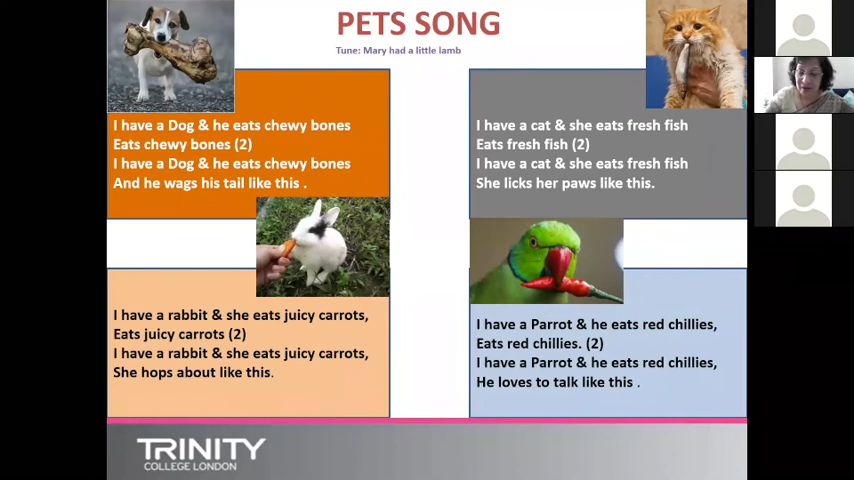 PETS SONG
Tune: Mary had a little lamb
I have a Dog & he eats chewy bones
Eats chewy bones (2)
I have a Dog & he eats chewy bones
And he wags his tail like this .
I have a cat & she eats fresh fish
Eats fresh fish (2)
I have a cat & she eats fresh fish
She licks her paws like this.
I have a rabbit & she eats juicy carrots,
Eats juicy carrots (2)
I have a rabbit & she eats juicy carrots,
She hops about like this.
I have a Parrot & he eats red chillies,
Eats red chillies. (2)
I have a Parrot & he eats red chillies,
He loves to talk like this .
TRINITY
COLLEGE LONDON